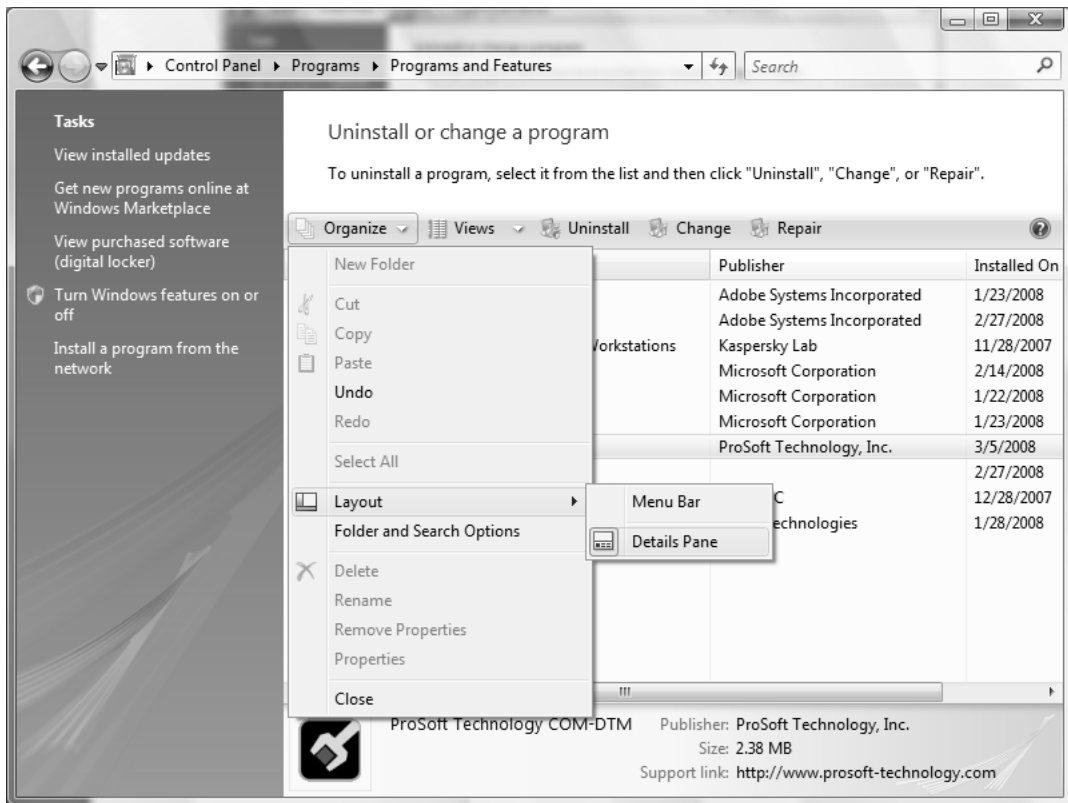 Control Panel Programs Programs and Features Search
Tasks
View installed updates
Get new programs online at
Windows Marketplace
View purchased software
(digital locker)
Turn Windows features on or
off
Install a program from the
network
Uninstall or change a program
To uninstall a program, select it from the list and then click "Uninstall", "Change", or "Repair".
Organize Views Uninstall Change Repair
New Folder
Cut
Copy
Paste
Undo
Redo
Select All
Layout
Folder and Search Options
Delete
Rename
Remove Properties
Properties
Close
Menu Bar
Details Pane
Publisher Installed On
Adobe Systems Incorporated 1/23/2008
Adobe Systems Incorporated 2/27/2008
Kaspersky Lab 11/28/2007
Microsoft Corporation 2/14/2008
Microsoft Corporation 1/22/2008
Microsoft Corporation 1/23/2008
ProSoft Technology, Inc. 3/5/2008
2/27/2008
C 12/28/2007
echnologies 1/28/2008
ProSoft Technology COM-DTM Publisher: ProSoft Technology, Inc.
Size: 2.38 MB
Support link: http://www.prosoft-technology.com